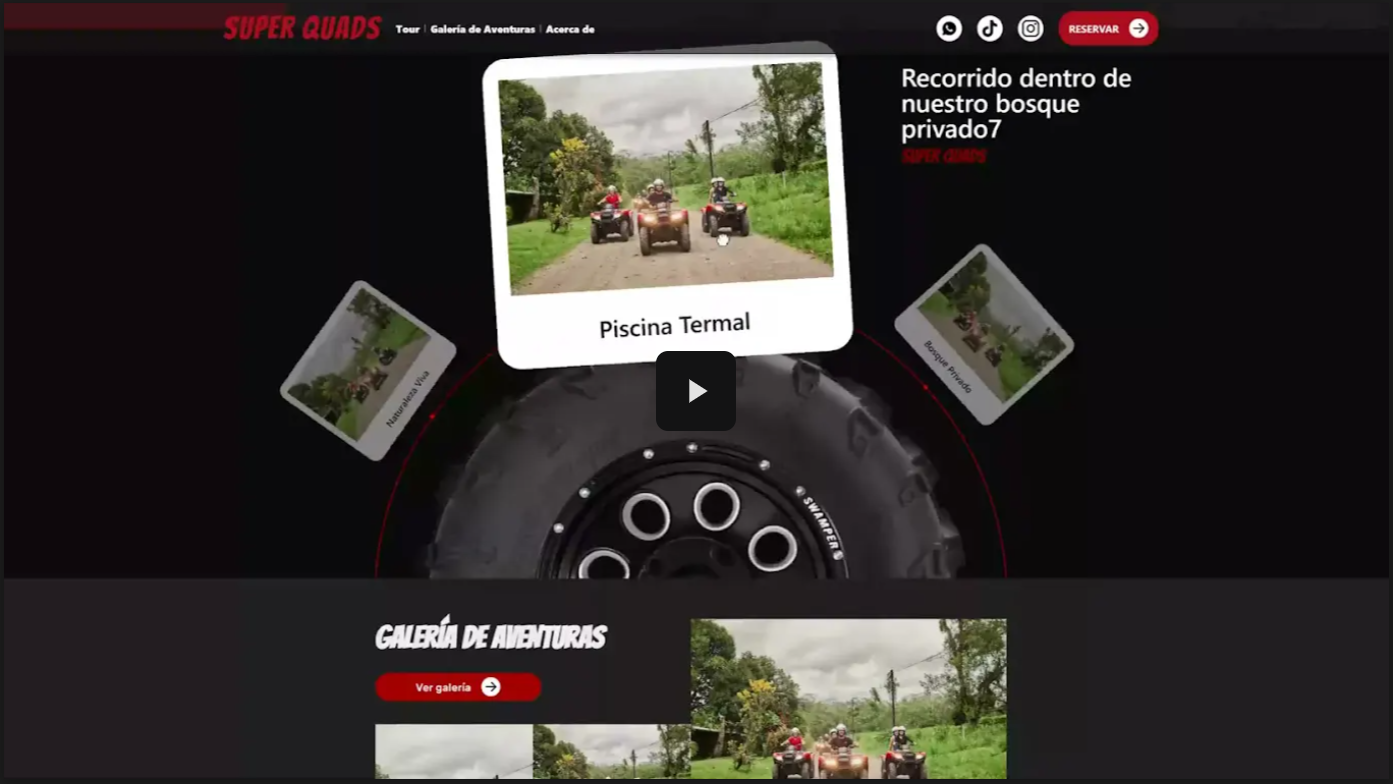 SUPER QUADS
Tour | Galería de Aventuras | Acerca de
RESERVAR
Recorrido dentro de
nuestro bosque
privado7
SUPER QUADS
Piscina Termal
Naturaleza Viva
Bosque Privado
SWAMPER
GALERÍA DE AVENTURAS
Ver galería